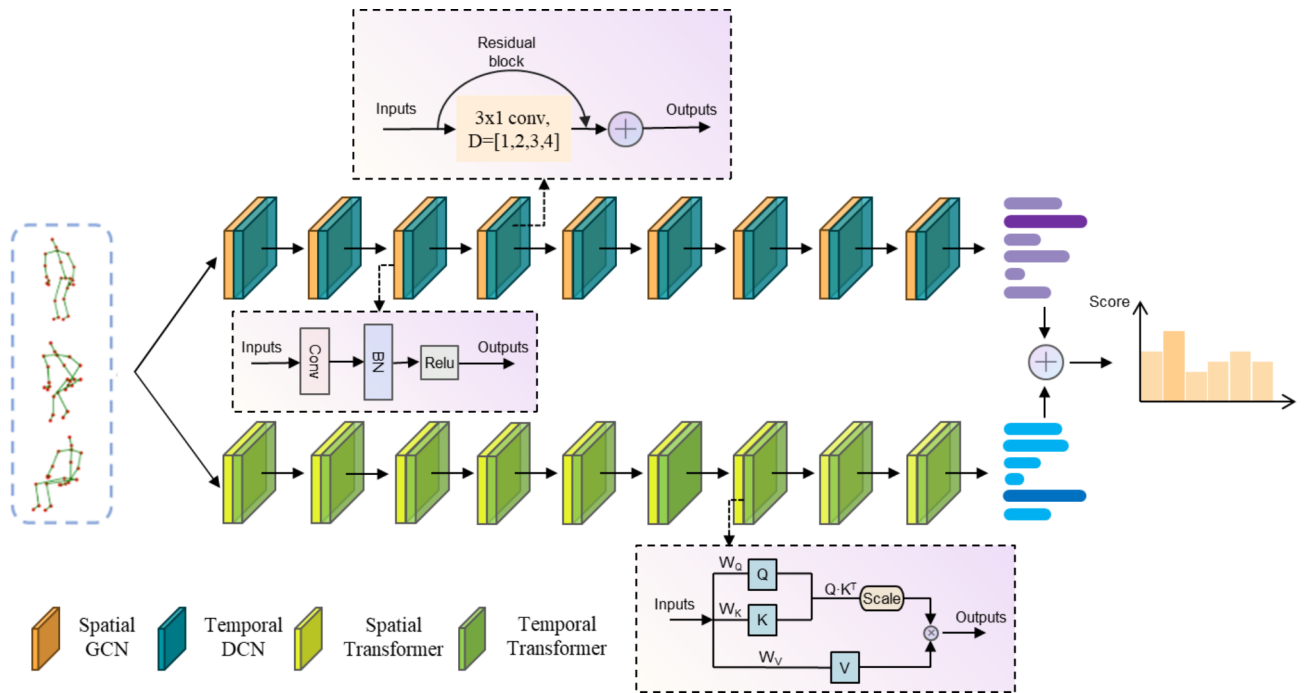 Residual
block
Inputs
3x1 conv,
D=[1,2,3,4]
Outputs
Inputs
Conv
BN
Relu
Outputs
Score
W_Q
Q
Inputs
W_K
K
Q·K^T
Scale
Outputs
W_V
V
Spatial
GCN
Temporal
DCN
Spatial
Transformer
Temporal
Transformer